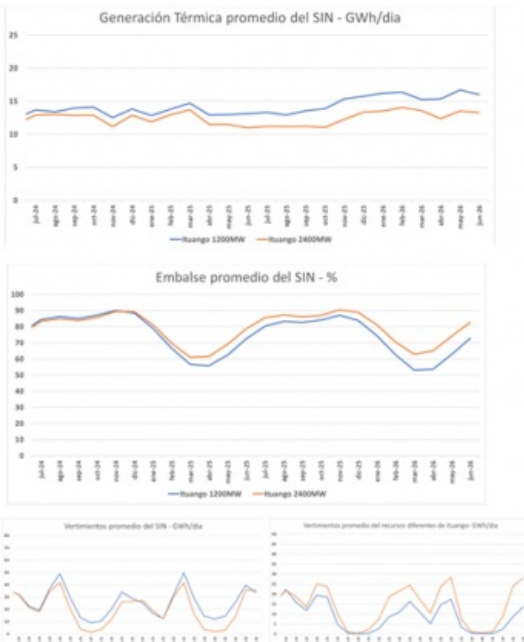 Generación Térmica promedio del SIN - GWh/dia
25
20
15
10
5
0
jul-24 ago-24 sep-24 oct-24 nov-24 dic-24 ene-25 feb-25 mar-25 abr-25 may-25 jun-25 jul-25 ago-25 sep-25 oct-25 nov-25 dic-25 ene-26 feb-26 mar-26 abr-26 may-26 jun-26
Ituango 1200MW Ituango 2400MW
Embalse promedio del SIN - %
100
90
80
70
60
50
40
30
20
10
0
jul-24 ago-24 sep-24 oct-24 nov-24 dic-24 ene-25 feb-25 mar-25 abr-25 may-25 jun-25 jul-25 ago-25 sep-25 oct-25 nov-25 dic-25 ene-26 feb-26 mar-26 abr-26 may-26 jun-26
Ituango 1200MW Ituango 2400MW
Vertimientos promedio del SIN - GWh/dia
Vertimientos promedio del recursos diferentes de Ituango- GWh/dia